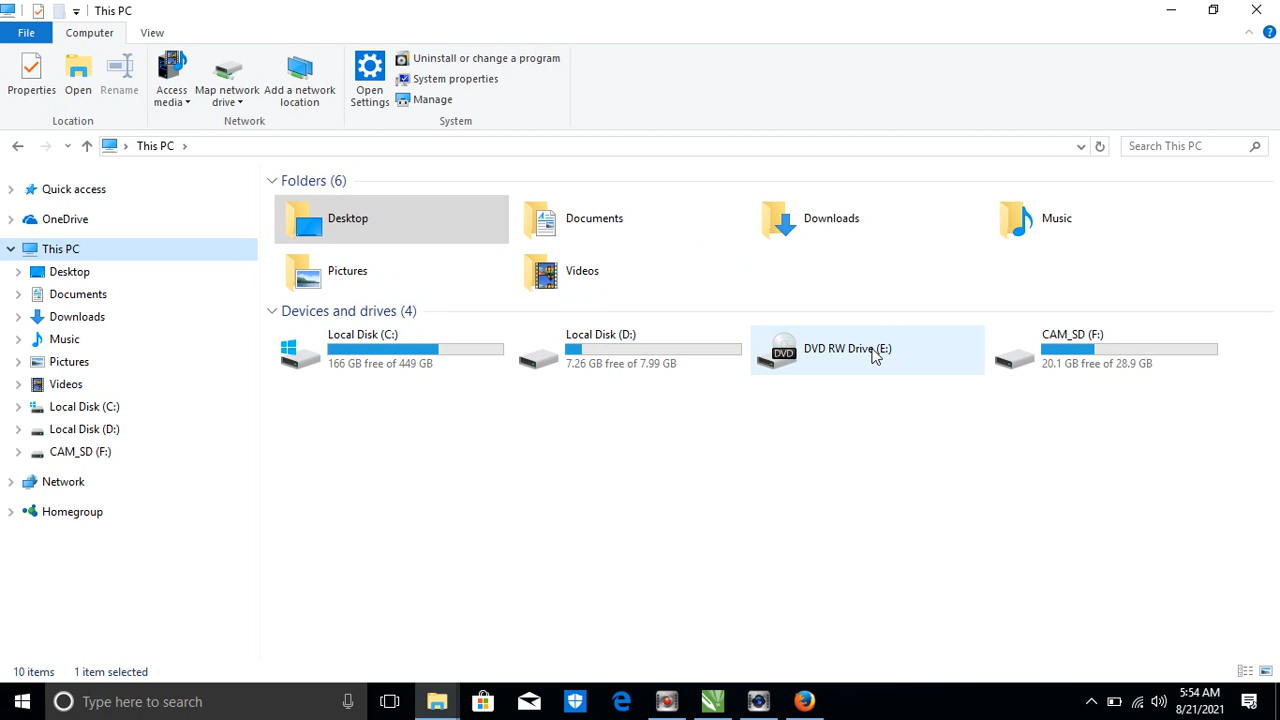 This PC
File Computer View
Properties Open Rename
Location
Access media Map network drive Add a network location
Network
Open Settings
Uninstall or change a program
System properties
Manage
System
This PC
Search This PC
Quick access
OneDrive
This PC
Desktop
Documents
Downloads
Music
Pictures
Videos
Local Disk (C:)
Local Disk (D:)
CAM_SD (F:)
Network
Homegroup
Folders (6)
Desktop Documents Downloads Music
Pictures Videos
Devices and drives (4)
Local Disk (C:)
166 GB free of 449 GB
Local Disk (D:)
7.26 GB free of 7.99 GB
DVD
DVD RW Drive (E:)
CAM_SD (F:)
20.1 GB free of 28.9 GB
10 items 1 item selected
Type here to search
5:54 AM
8/21/2021